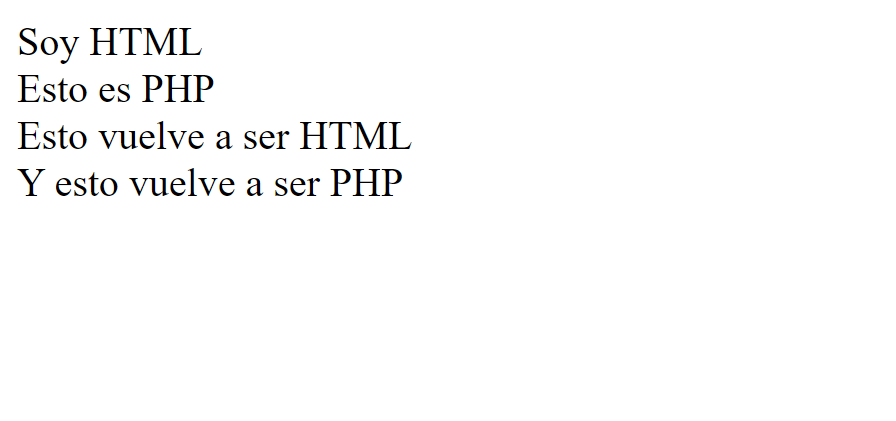 Soy HTML
Esto es PHP
Esto vuelve a ser HTML
Y esto vuelve a ser PHP